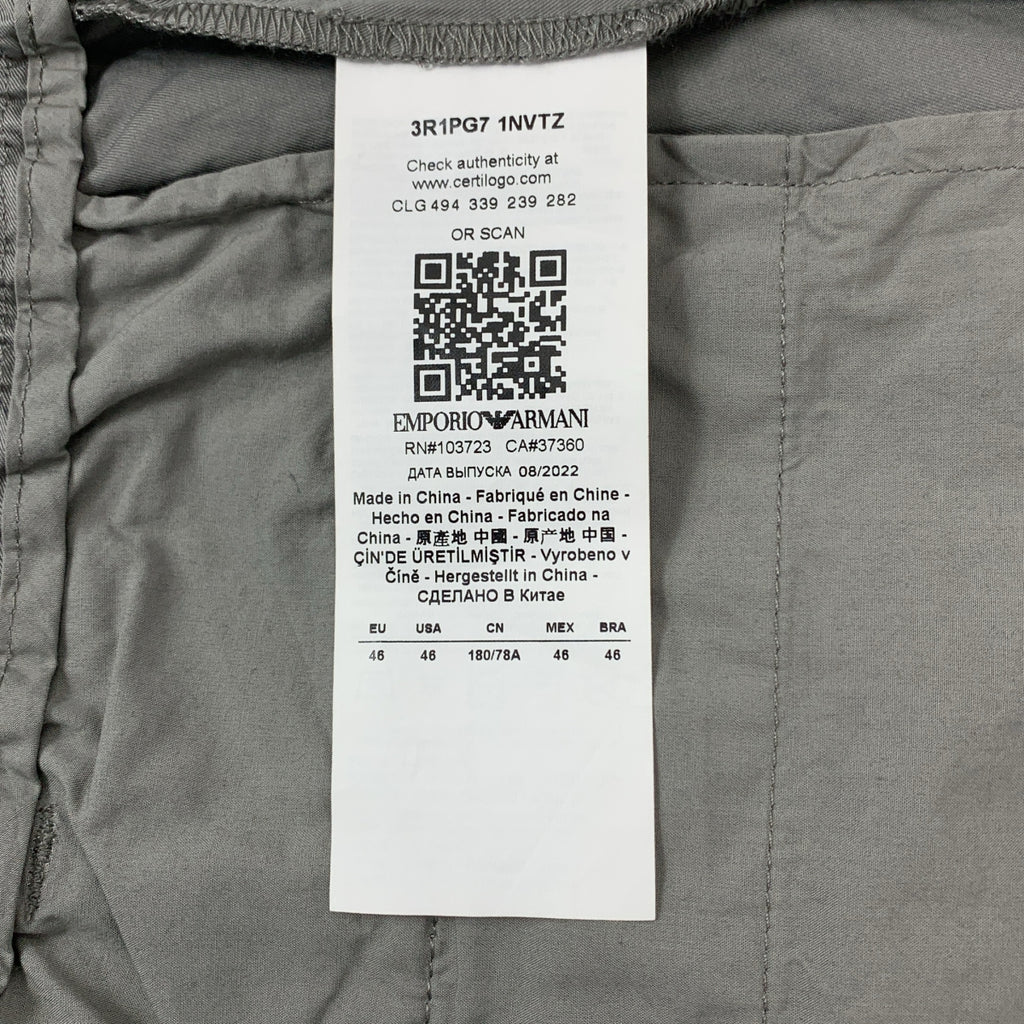 3R1PG7 1NVTZ
Check authenticity at
www.certilogo.com
CLG 494 339 239 282
OR SCAN
EMPORIO ARMANI
RN#103723 CA#37360
ДАТА ВЫПУСКА 08/2022
Made in China - Fabriqué en Chine -
Hecho en China - Fabricado na
China - 原產地 中國 - 原产地 中国 -
ÇİN'DE ÜRETİLMİŞTİR - Vyrobeno v
Číně - Hergestellt in China -
СДЕЛАНО В Китае
EU USA CN MEX BRA
46 46 180/78A 46 46